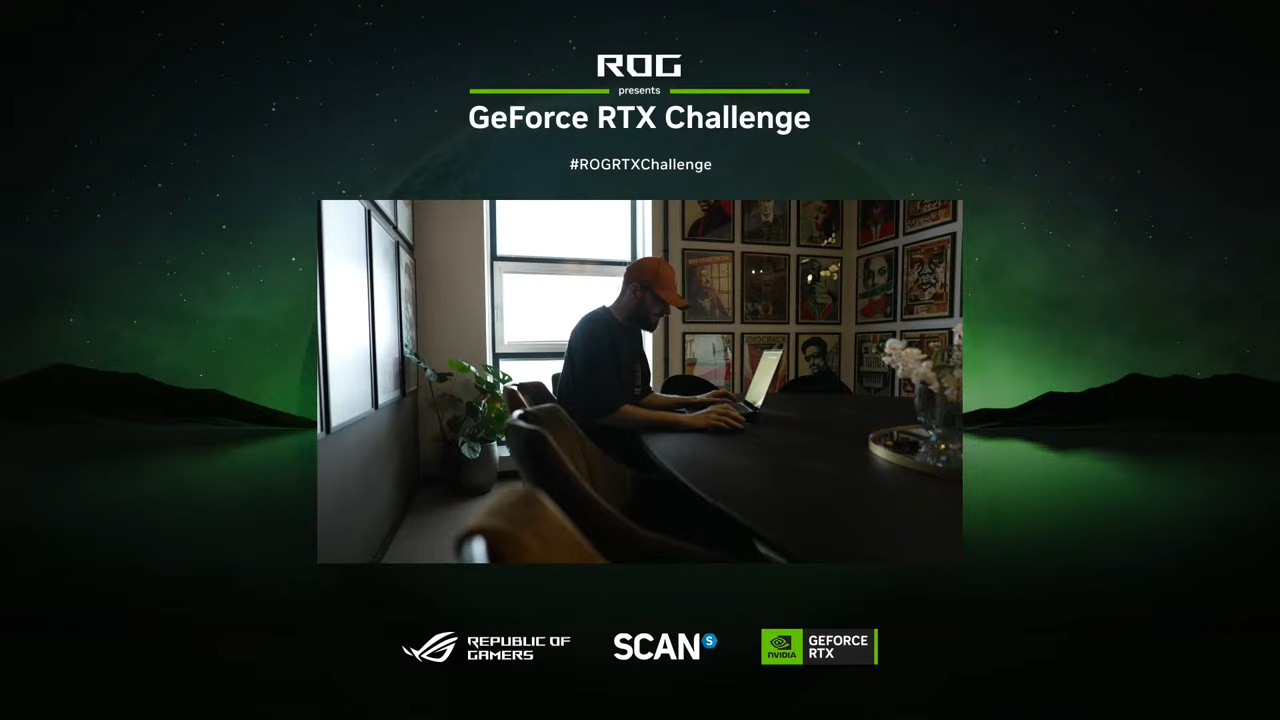 ROG
presents
GeForce RTX Challenge
#ROGRTXChallenge
REPUBLIC OF
GAMERS
SCAN S
NVIDIA
GEFORCE
RTX